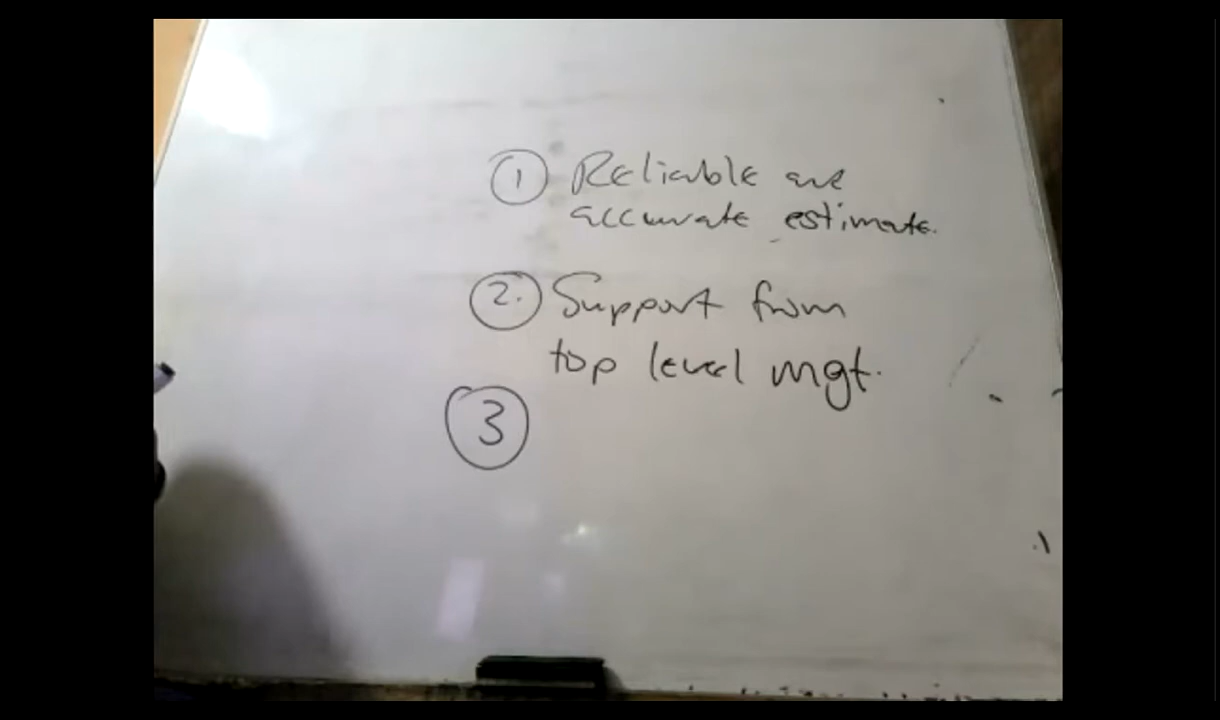 ① Reliable and
accurate estimate.
② Support from
top level mgt.
③